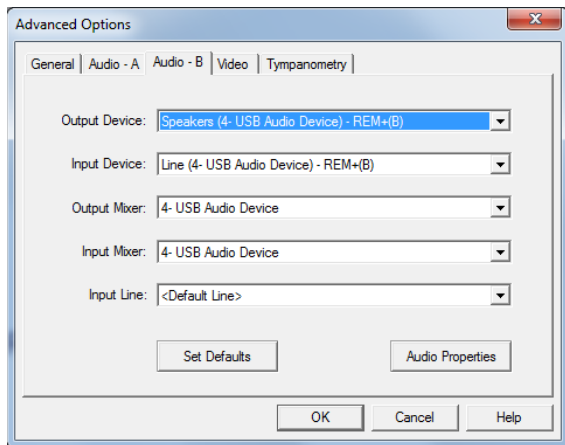 Advanced Options
General Audio - A Audio - B Video Tympanometry
Output Device: Speakers (4- USB Audio Device) - REM+(B)
Input Device: Line (4- USB Audio Device) - REM+(B)
Output Mixer: 4- USB Audio Device
Input Mixer: 4- USB Audio Device
Input Line: <Default Line>
Set Defaults Audio Properties
OK Cancel Help